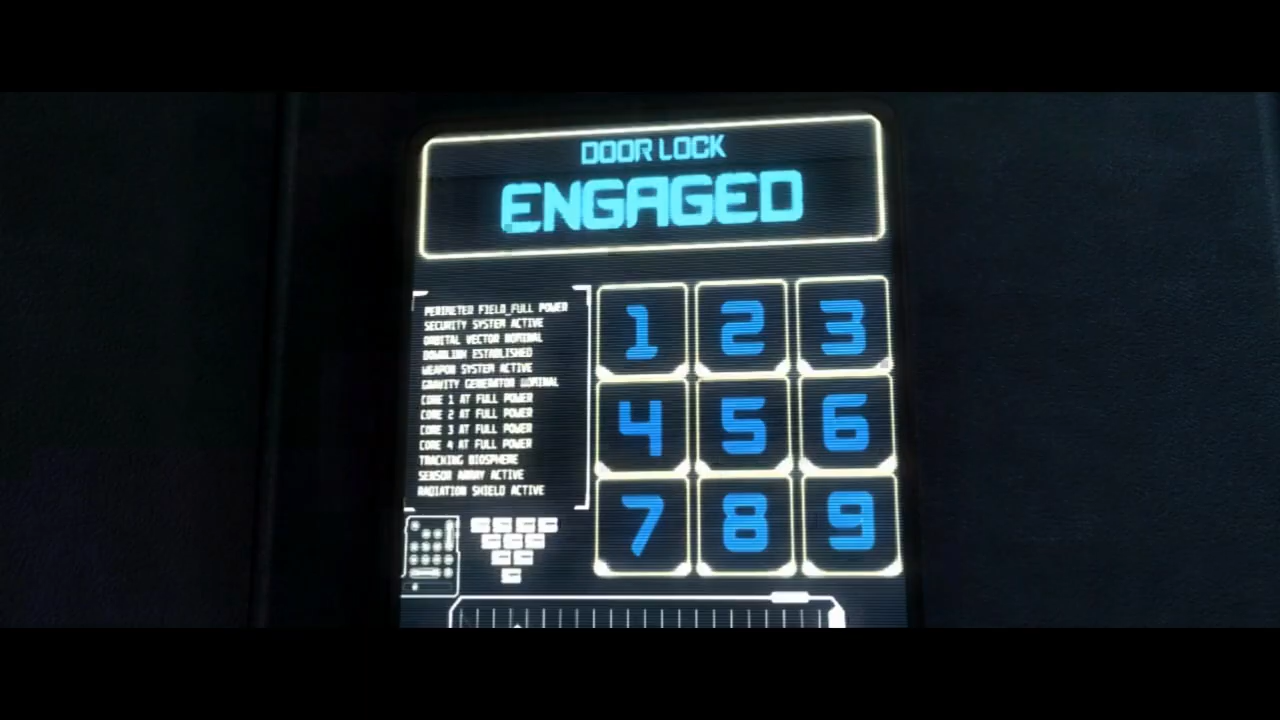 DOOR LOCK
ENGAGED
PERIMETER FIELD_FULL POWER
SECURITY SYSTEM ACTIVE
ORBITAL VECTOR NOMINAL
DOWNLINK ESTABLISHED
WEAPON SYSTEM ACTIVE
GRAVITY GENERATOR NOMINAL
CORE 1 AT FULL POWER
CORE 2 AT FULL POWER
CORE 3 AT FULL POWER
CORE 4 AT FULL POWER
TRACKING BIOSPHERE
SENSOR ARRAY ACTIVE
RADIATION SHIELD ACTIVE
1 2 3
4 5 6
7 8 9